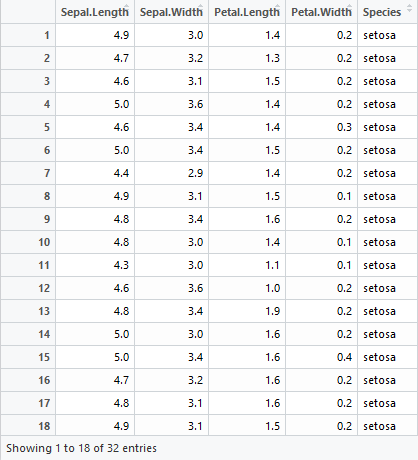 Sepal.Length Sepal.Width Petal.Length Petal.Width Species
1 4.9 3.0 1.4 0.2 setosa
2 4.7 3.2 1.3 0.2 setosa
3 4.6 3.1 1.5 0.2 setosa
4 5.0 3.6 1.4 0.2 setosa
5 4.6 3.4 1.4 0.3 setosa
6 5.0 3.4 1.5 0.2 setosa
7 4.4 2.9 1.4 0.2 setosa
8 4.9 3.1 1.5 0.1 setosa
9 4.8 3.4 1.6 0.2 setosa
10 4.8 3.0 1.4 0.1 setosa
11 4.3 3.0 1.1 0.1 setosa
12 4.6 3.6 1.0 0.2 setosa
13 4.8 3.4 1.9 0.2 setosa
14 5.0 3.0 1.6 0.2 setosa
15 5.0 3.4 1.6 0.4 setosa
16 4.7 3.2 1.6 0.2 setosa
17 4.8 3.1 1.6 0.2 setosa
18 4.9 3.1 1.5 0.2 setosa
Showing 1 to 18 of 32 entries